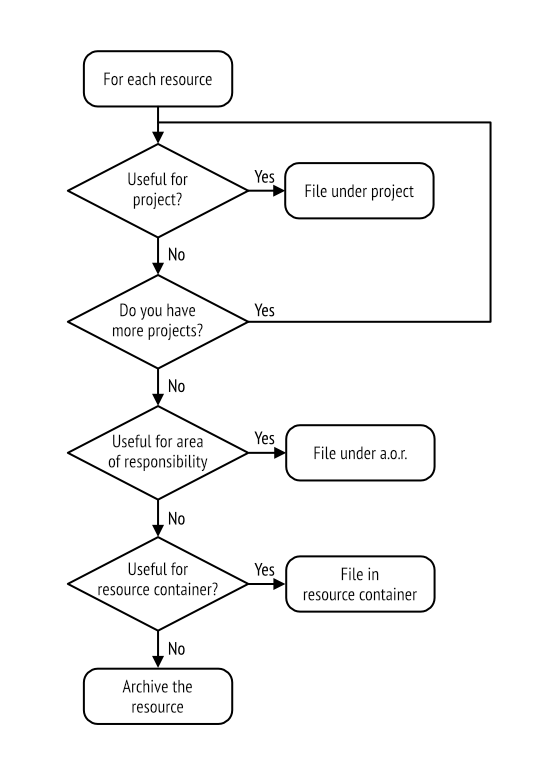 For each resource
Useful for
project?
Yes
File under project
No
Do you have
more projects?
Yes
No
Useful for area
of responsibility
Yes
File under a.o.r.
No
Useful for
resource container?
Yes
File in
resource container
No
Archive the
resource